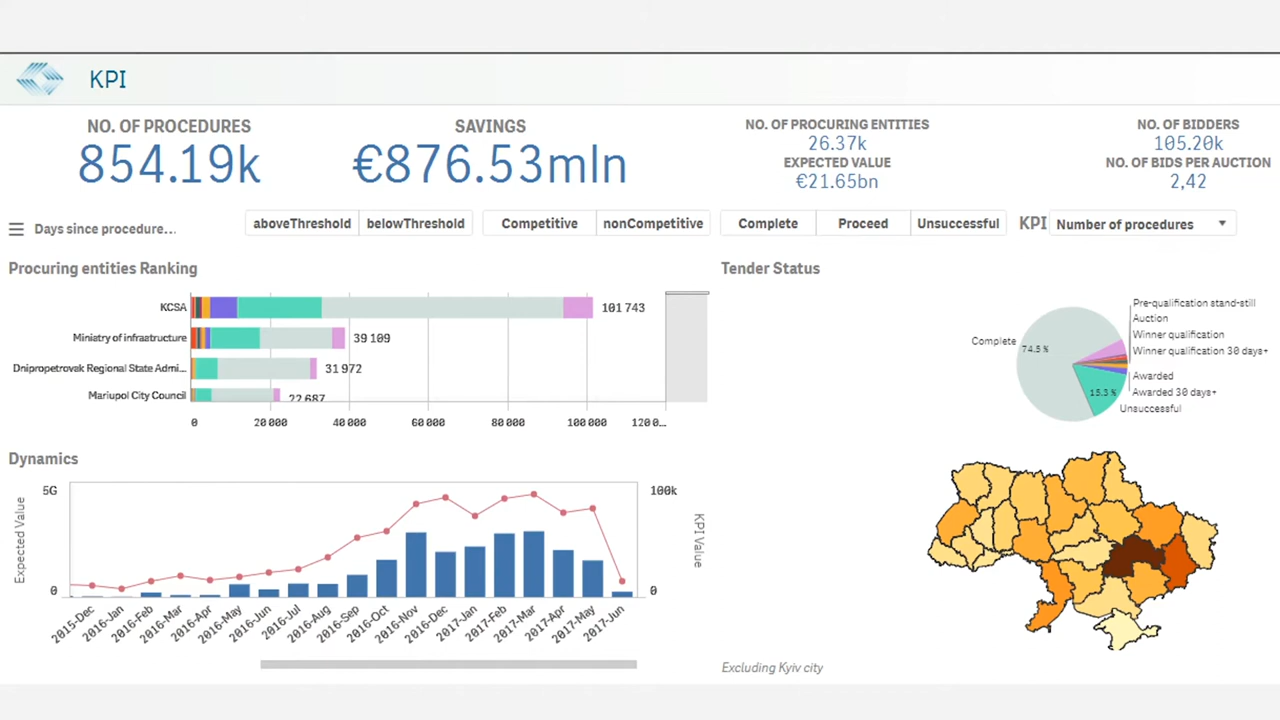 KPI
NO. OF PROCEDURES
854.19k
SAVINGS
€876.53mln
NO. OF PROCURING ENTITIES
26.37k
EXPECTED VALUE
€21.65bn
NO. OF BIDDERS
105.20k
NO. OF BIDS PER AUCTION
2,42
Days since procedure...
aboveThreshold belowThreshold Competitive nonCompetitive Complete Proceed Unsuccessful
KPI Number of procedures
Procuring entities Ranking
KCSA 101 743
Ministry of infrastructure 39 109
Dnipropetrovak Regional State Admi... 31 972
Mariupol City Council 22 687
0 20 000 40 000 60 000 80 000 100 000 120 0...
Tender Status
Complete 74.5 %
15.3 %
Pre-qualification stand-still
Auction
Winner qualification
Winner qualification 30 days+
Awarded
Awarded 30 days+
Unsuccessful
Dynamics
5G
0
Expected Value
100k
0
KPI Value
2015-Dec 2016-Jan 2016-Feb 2016-Mar 2016-Apr 2016-May 2016-Jun 2016-Jul 2016-Aug 2016-Sep 2016-Oct 2016-Nov 2016-Dec 2017-Jan 2017-Feb 2017-Mar 2017-Apr 2017-May 2017-Jun
Excluding Kyiv city